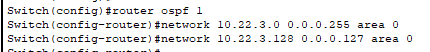 Switch(config)#router ospf 1
Switch(config-router)#network 10.22.3.0 0.0.0.255 area 0
Switch(config-router)#network 10.22.3.128 0.0.0.127 area 0
Switch(config-router)#